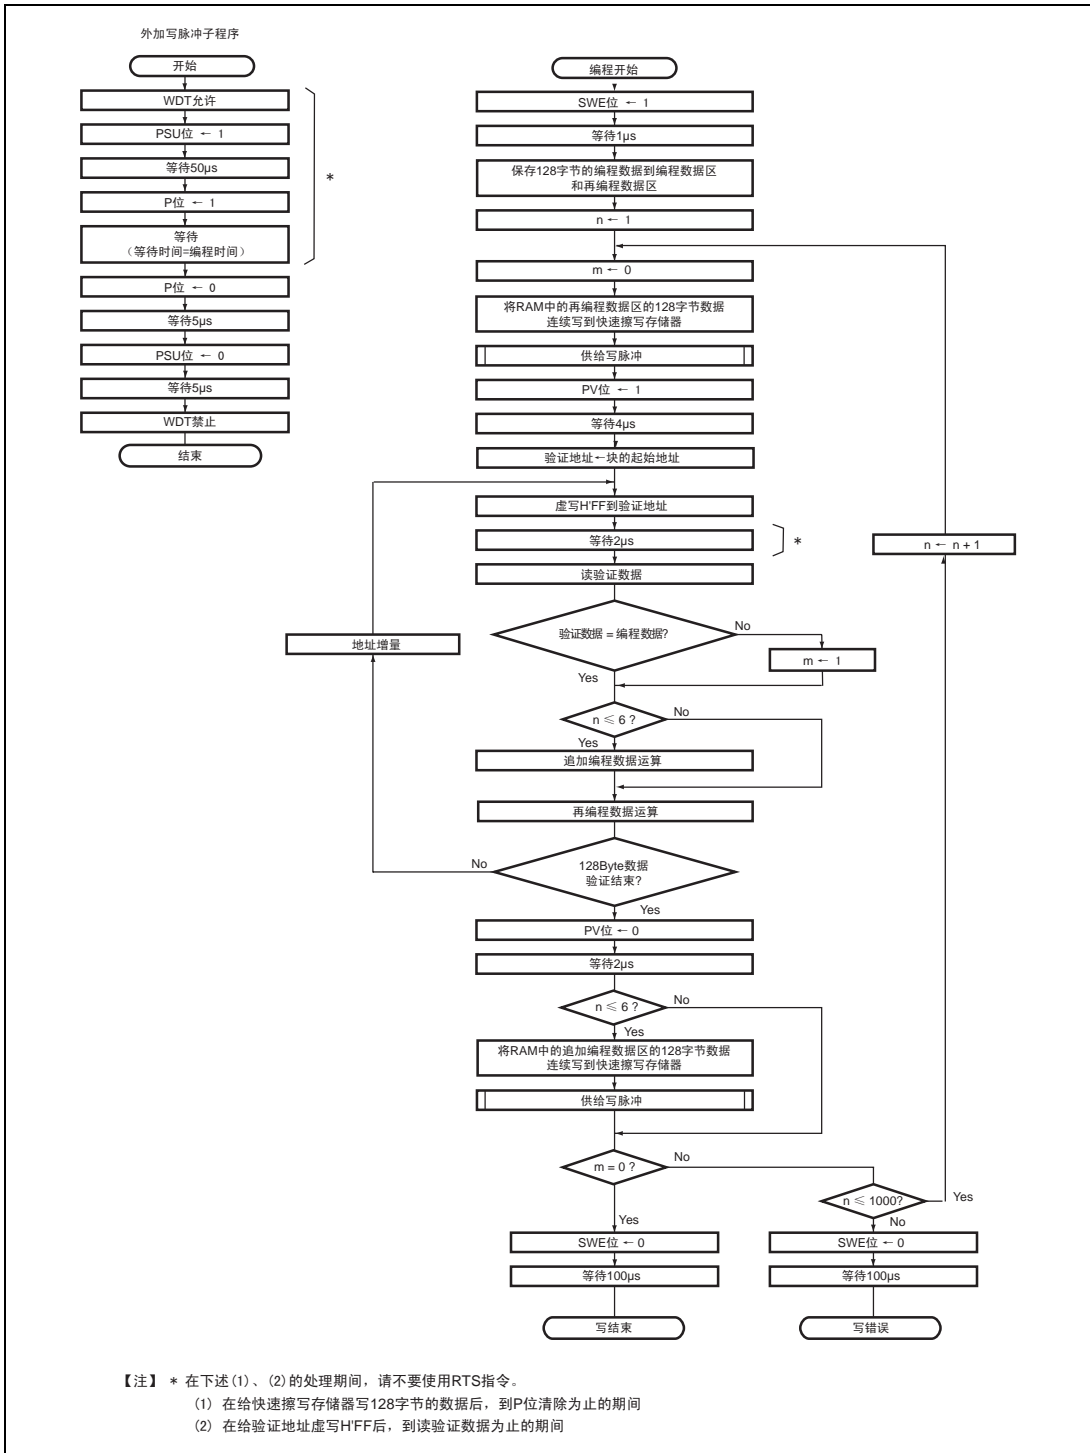 外加写脉冲子程序
开始
WDT允许
PSU位 ← 1
等待50μs
P位 ← 1
等待
（等待时间=编程时间）
*
P位 ← 0
等待5μs
PSU位 ← 0
等待5μs
WDT禁止
结束
编程开始
SWE位 ← 1
等待1μs
保存128字节的编程数据到编程数据区
和再编程数据区
n ← 1
m ← 0
将RAM中的再编程数据区的128字节数据
连续写到快速擦写存储器
供给写脉冲
PV位 ← 1
等待4μs
验证地址←块的起始地址
虚写H'FF到验证地址
等待2μs
*
n ← n + 1
读验证数据
验证数据 = 编程数据?
No
地址增量
m ← 1
Yes
n ≤ 6 ?
No
Yes
追加编程数据运算
再编程数据运算
No
128Byte数据
验证结束?
Yes
PV位 ← 0
等待2μs
n ≤ 6 ?
No
Yes
将RAM中的追加编程数据区的128字节数据
连续写到快速擦写存储器
供给写脉冲
m = 0 ?
No
n ≤ 1000?
Yes
Yes
No
SWE位 ← 0
SWE位 ← 0
等待100μs
等待100μs
写结束
写错误
【注】 * 在下述(1)、(2)的处理期间，请不要使用RTS指令。
(1) 在给快速擦写存储器写128字节的数据后，到P位清除为止的期间
(2) 在给验证地址虚写H'FF后，到读验证数据为止的期间